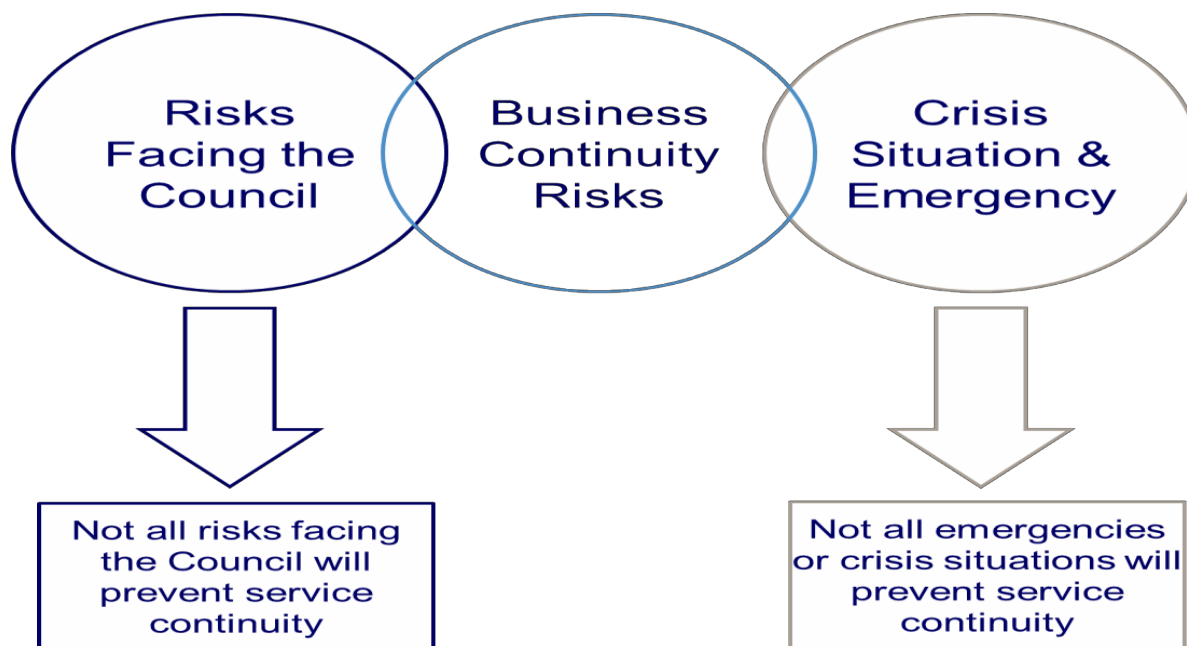 Risks
Facing the
Council
Business
Continuity
Risks
Crisis
Situation &
Emergency
Not all risks facing
the Council will
prevent service
continuity
Not all emergencies
or crisis situations will
prevent service
continuity